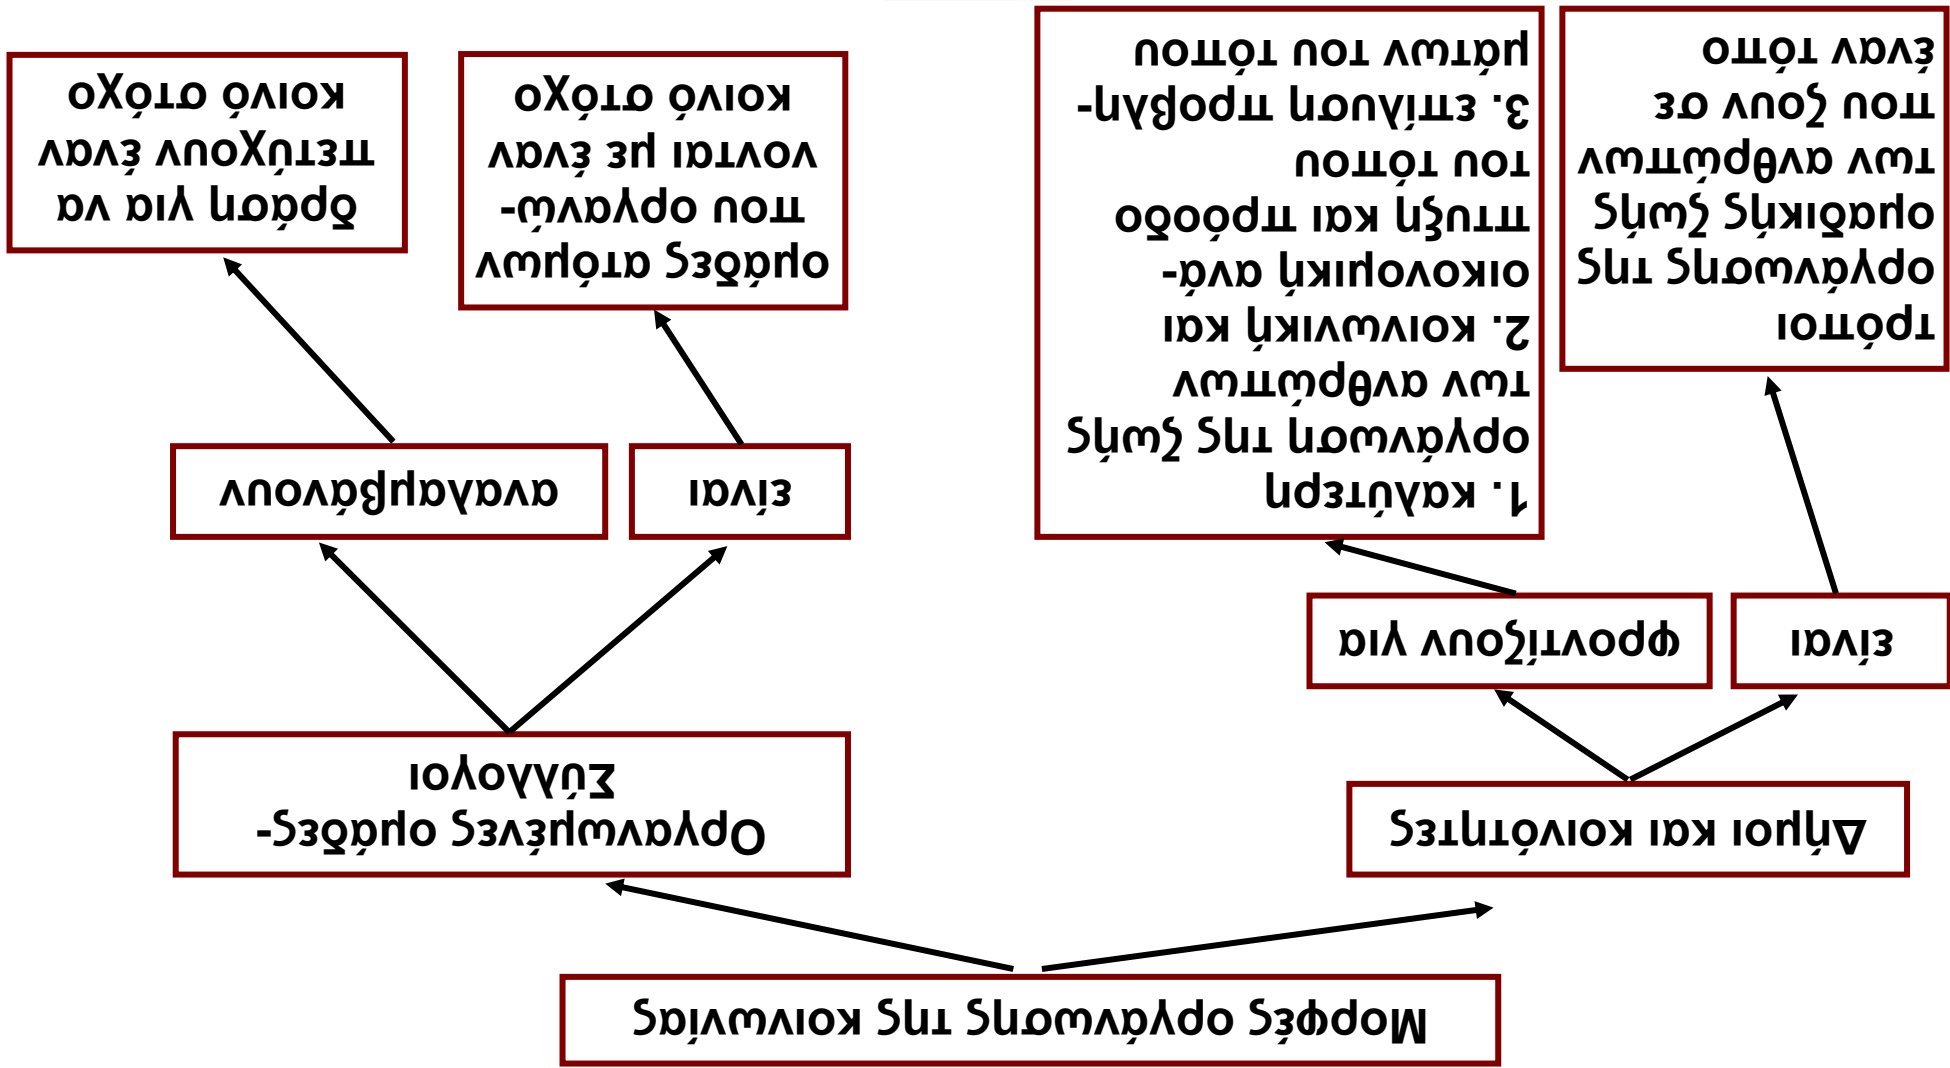 Μορφές οργάνωσης της κοινωνίας
Δήμοι και κοινότητες
Οργανωμένες ομάδες-
Σύλλογοι
είναι
φροντίζουν για
είναι
αναλαμβάνουν
τρόποι
οργάνωσης της
ομαδικής ζωής
των ανθρώπων
που ζουν σε
έναν τόπο
1. καλύτερη
οργάνωση της ζωής
των ανθρώπων
2. κοινωνική και
οικονομική ανά-
πτυξη και πρόοδο
του τόπου
3. επίλυση προβλη-
μάτων του τόπου
ομάδες ατόμων
που οργανώ-
νονται με έναν
κοινό στόχο
δράση για να
πετύχουν έναν
κοινό στόχο